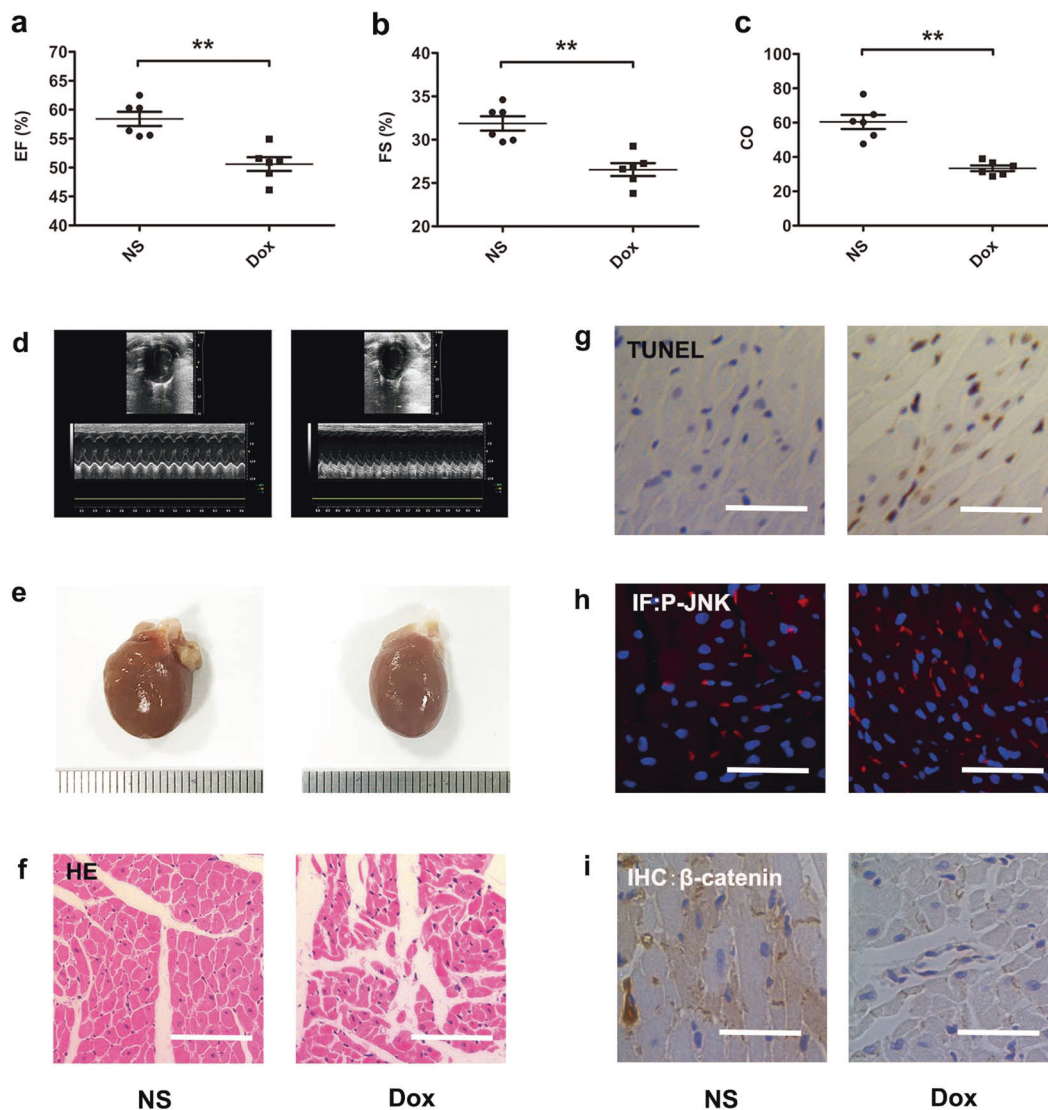 a
**
EF (%)
70
65
60
55
50
45
40
NS
Dox
b
**
FS (%)
40
35
30
25
20
NS
Dox
c
**
CO
100
80
60
40
20
0
NS
Dox
d
e
f
HE
NS
Dox
g
TUNEL
h
IF:P-JNK
i
IHC: β-catenin
NS
Dox